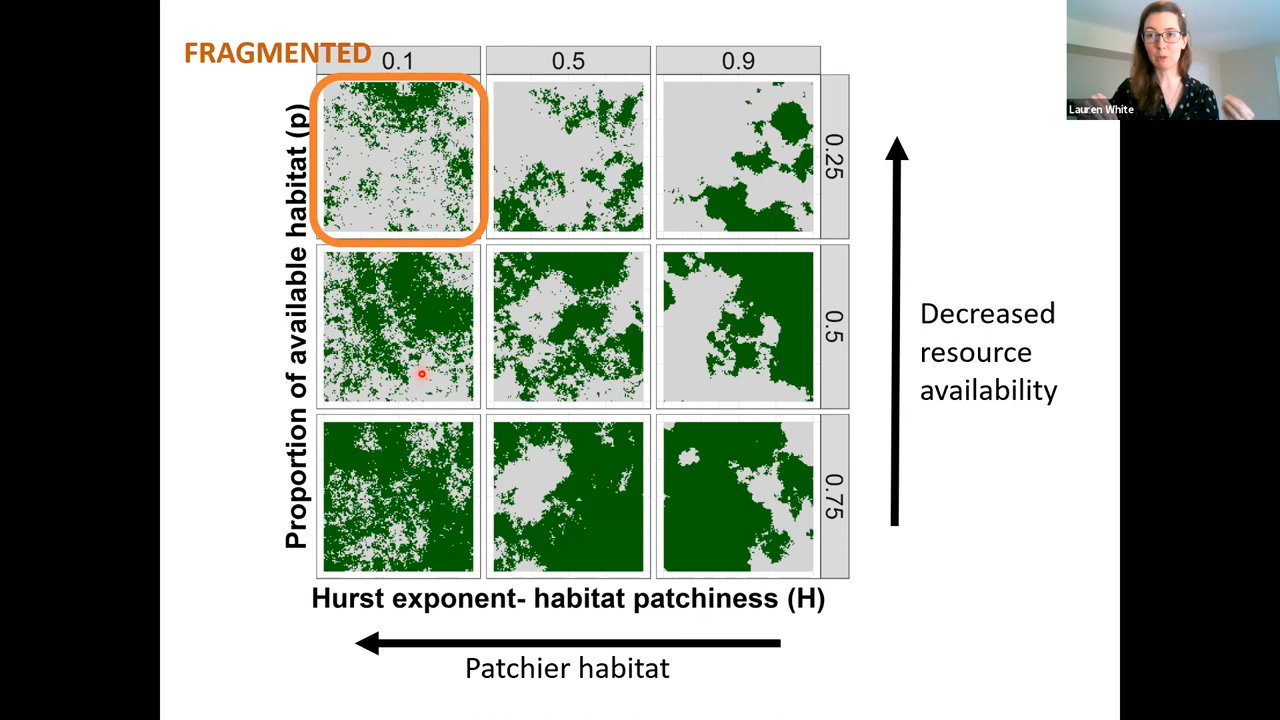 FRAGMENTED
0.1
0.5
0.9
Lauren White
Proportion of available habitat (p)
0.25
0.5
0.75
Decreased
resource
availability
Hurst exponent- habitat patchiness (H)
Patchier habitat